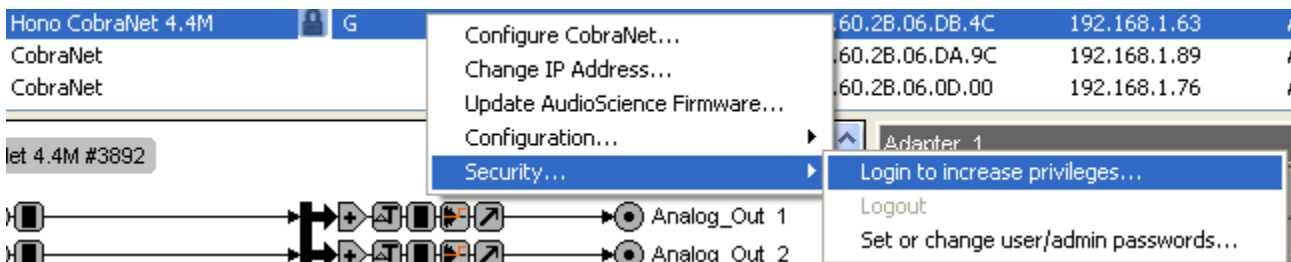 Hono CobraNet 4.4M G .60.2B.06.DB.4C 192.168.1.63
CobraNet .60.2B.06.DA.9C 192.168.1.89
CobraNet .60.2B.06.0D.00 192.168.1.76
Configure CobraNet...
Change IP Address...
Update AudioScience Firmware...
Configuration...
Security...
let 4.4M #3892
Adapter 1
Login to increase privileges...
Logout
Set or change user/admin passwords...
Analog_Out 1
Analog_Out 2